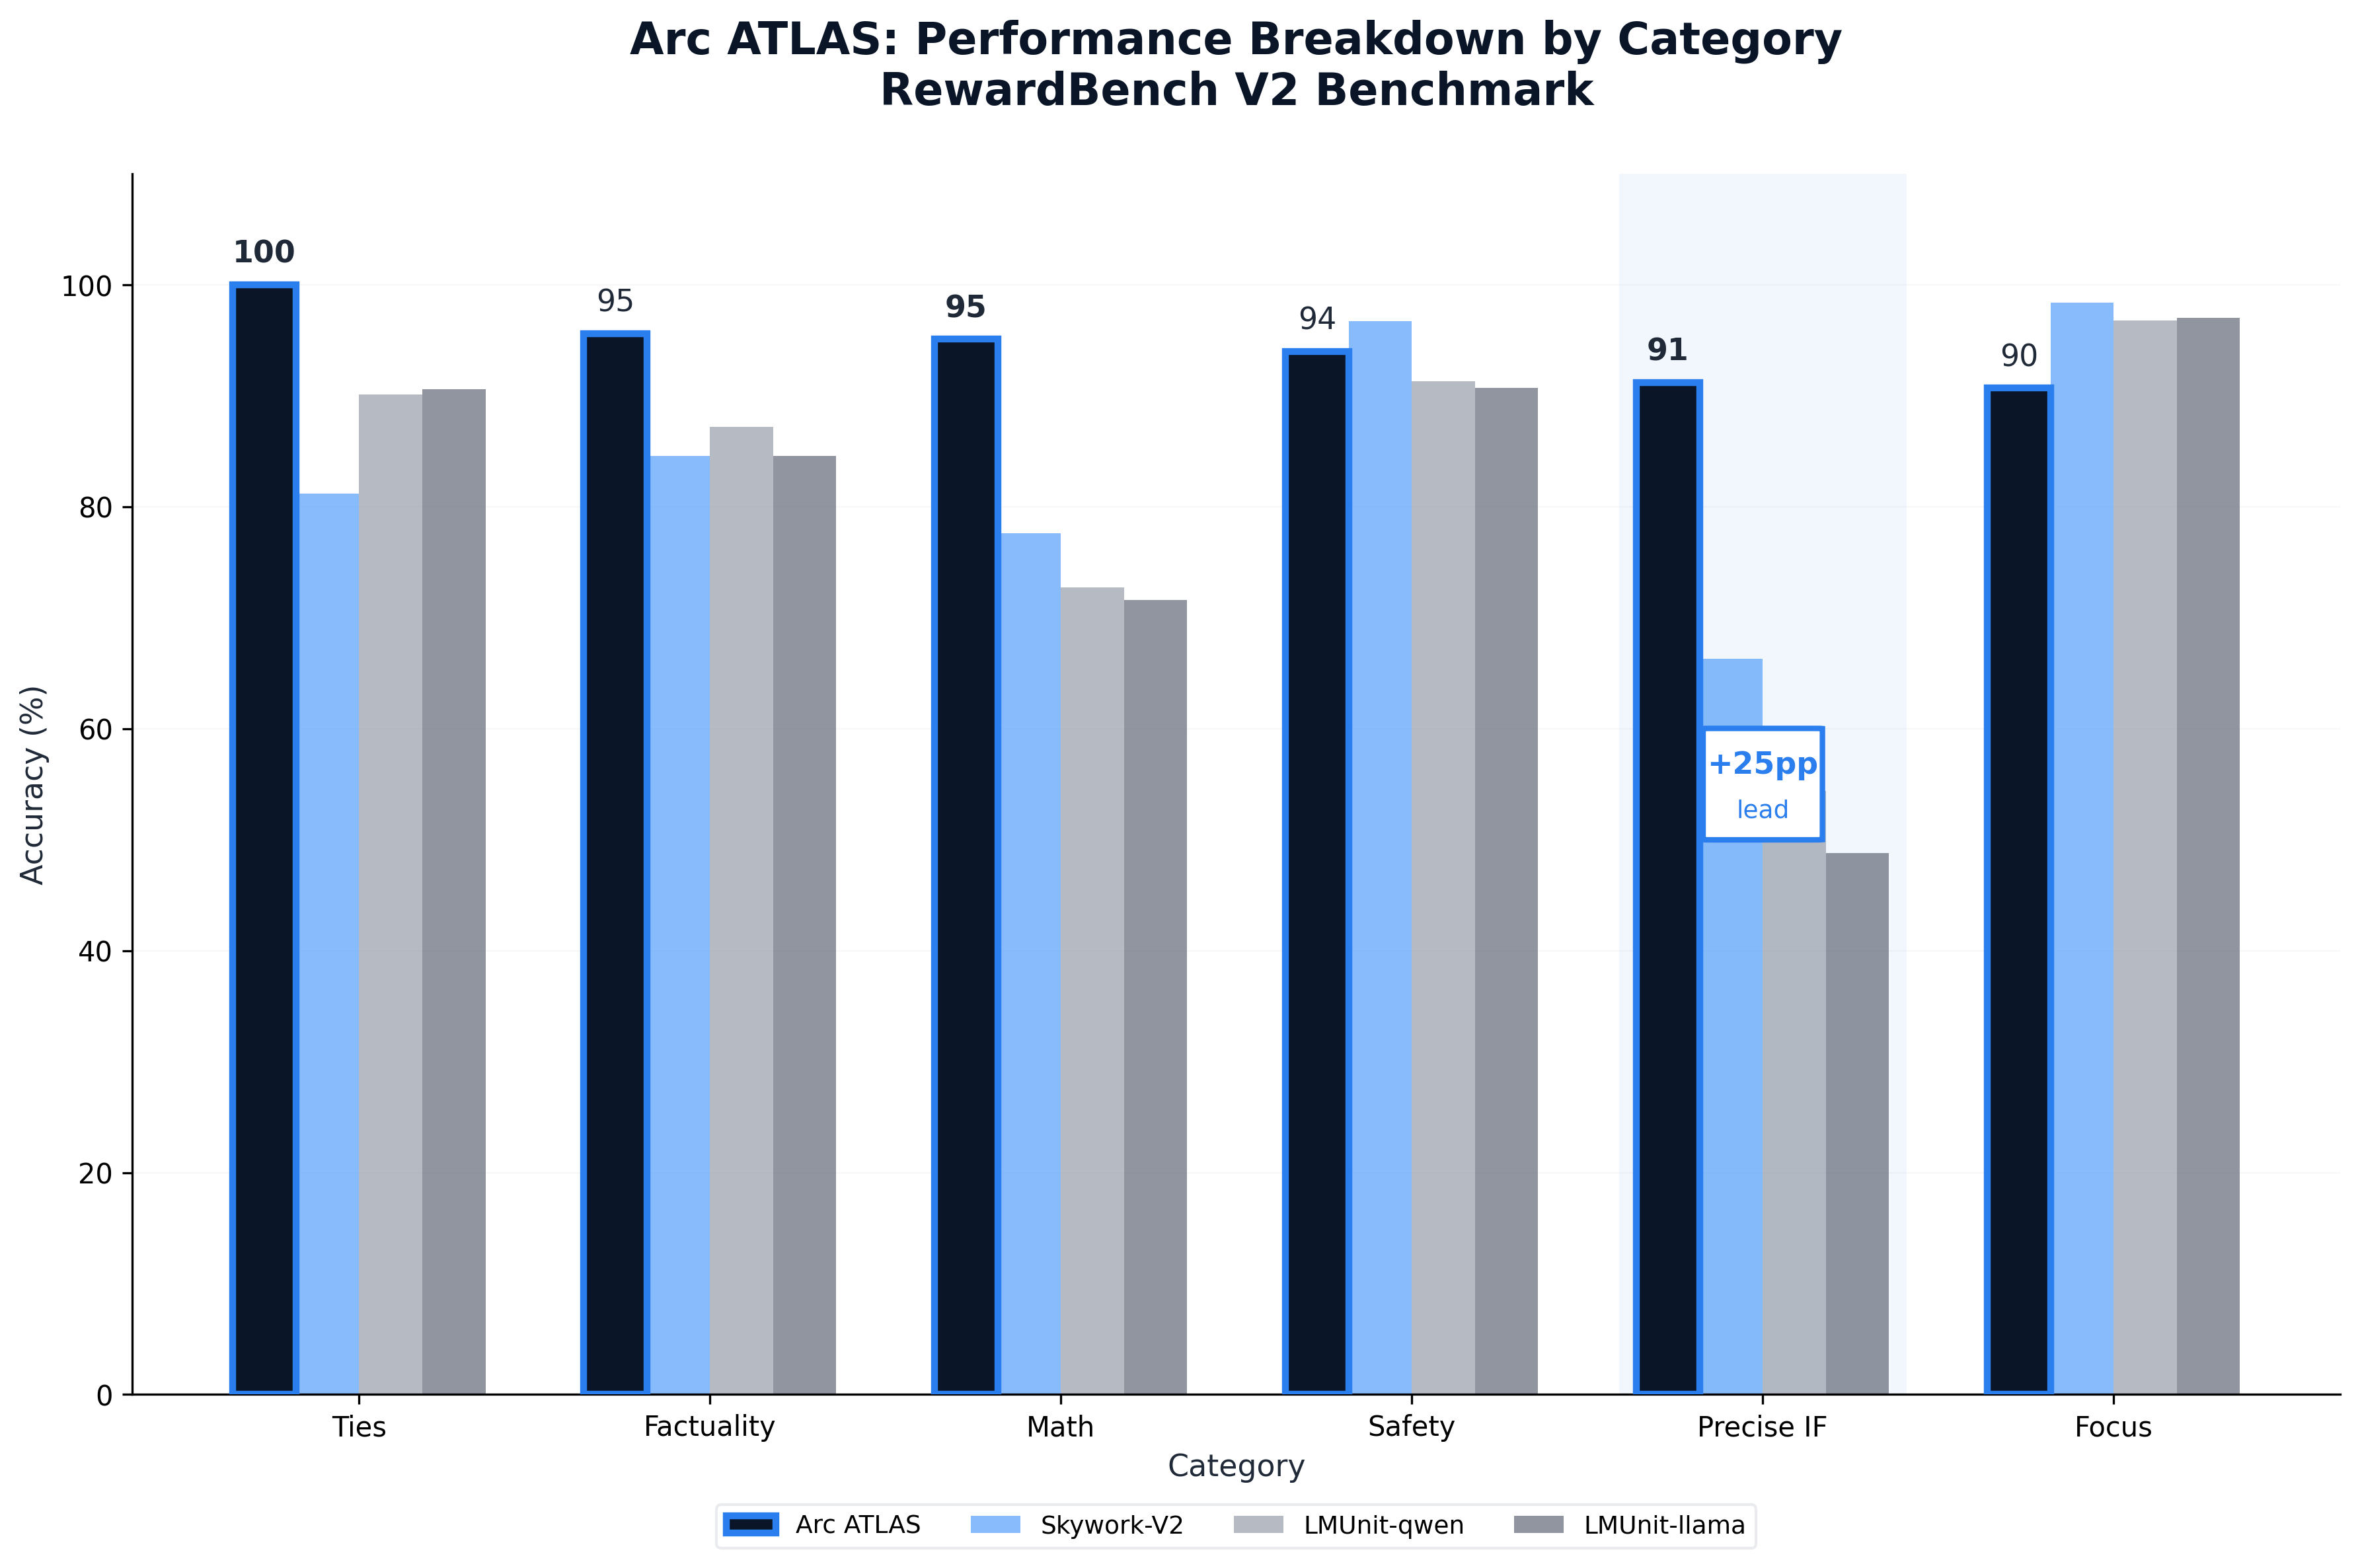 Arc ATLAS: Performance Breakdown by Category
RewardBench V2 Benchmark
Accuracy (%)
100
80
60
40
20
0
100
95
95
94
91
90
+25pp
lead
Ties
Factuality
Math
Safety
Precise IF
Focus
Category
Arc ATLAS
Skywork-V2
LMUnit-qwen
LMUnit-llama